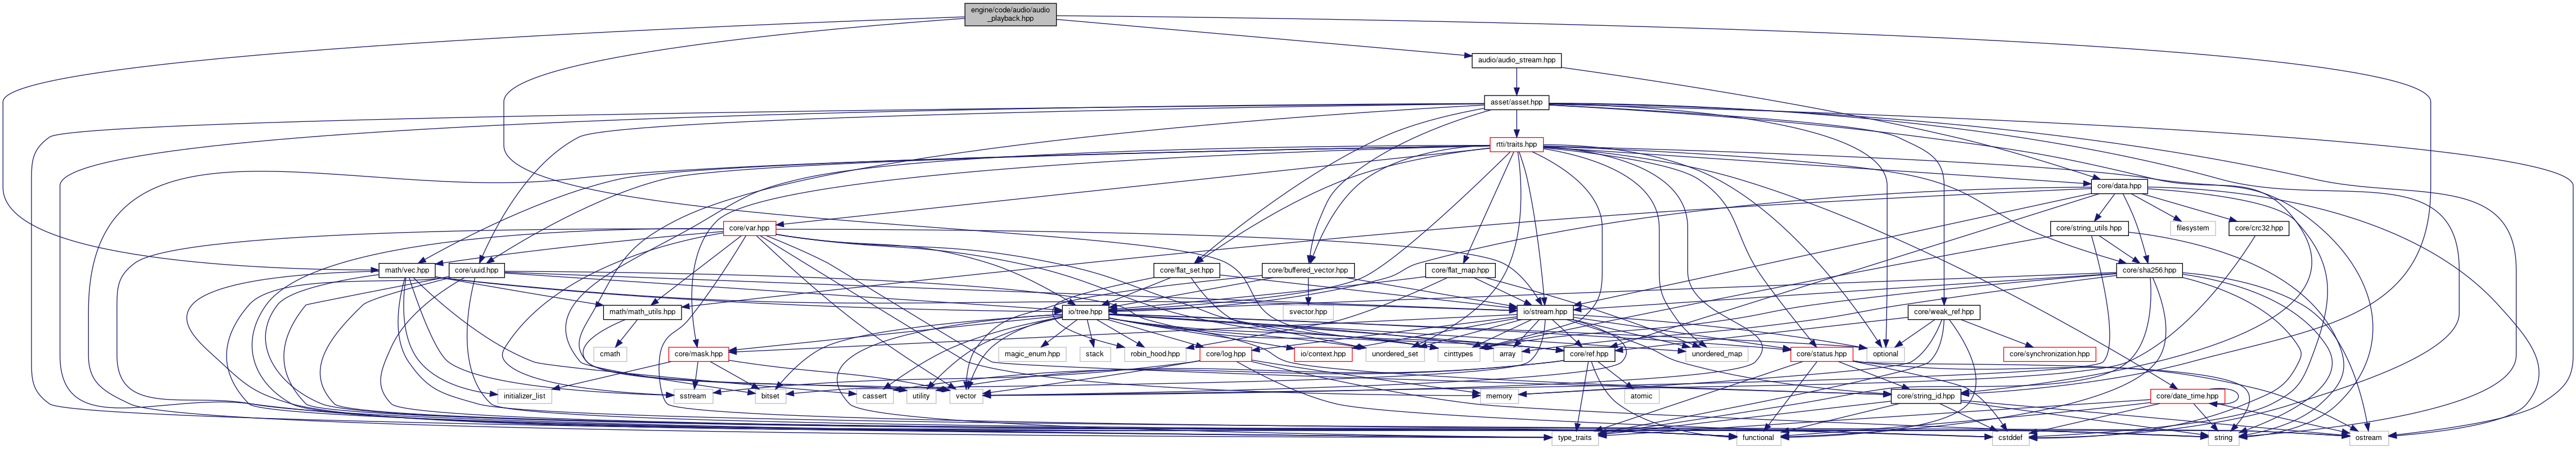 engine/code/audio/audio
_playback.hpp
audio/audio_stream.hpp
asset/asset.hpp
rtti/traits.hpp
core/data.hpp
core/var.hpp
core/string_utils.hpp
filesystem
core/crc32.hpp
math/vec.hpp
core/uuid.hpp
core/flat_set.hpp
core/buffered_vector.hpp
core/flat_map.hpp
core/sha256.hpp
math/math_utils.hpp
io/tree.hpp
svector.hpp
io/stream.hpp
core/weak_ref.hpp
cmath
core/mask.hpp
magic_enum.hpp
stack
robin_hood.hpp
core/log.hpp
io/context.hpp
unordered_set
cinttypes
array
core/ref.hpp
unordered_map
core/status.hpp
optional
core/synchronization.hpp
initializer_list
sstream
bitset
cassert
utility
vector
memory
atomic
core/string_id.hpp
core/date_time.hpp
type_traits
functional
cstddef
string
ostream